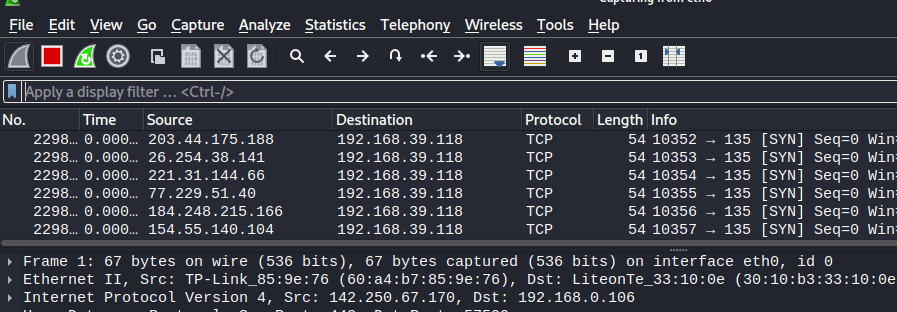 Capturing from eth0
File Edit View Go Capture Analyze Statistics Telephony Wireless Tools Help
Apply a display filter ... <Ctrl-/>
No. Time Source Destination Protocol Length Info
2298… 0.000… 203.44.175.188 192.168.39.118 TCP 54 10352 → 135 [SYN] Seq=0 Win=
2298… 0.000… 26.254.38.141 192.168.39.118 TCP 54 10353 → 135 [SYN] Seq=0 Win=
2298… 0.000… 221.31.144.66 192.168.39.118 TCP 54 10354 → 135 [SYN] Seq=0 Win=
2298… 0.000… 77.229.51.40 192.168.39.118 TCP 54 10355 → 135 [SYN] Seq=0 Win=
2298… 0.000… 184.248.215.166 192.168.39.118 TCP 54 10356 → 135 [SYN] Seq=0 Win=
2298… 0.000… 154.55.140.104 192.168.39.118 TCP 54 10357 → 135 [SYN] Seq=0 Win=
Frame 1: 67 bytes on wire (536 bits), 67 bytes captured (536 bits) on interface eth0, id 0
Ethernet II, Src: TP-Link_85:9e:76 (60:a4:b7:85:9e:76), Dst: LiteonTe_33:10:0e (30:10:b3:33:10:0e
Internet Protocol Version 4, Src: 142.250.67.170, Dst: 192.168.0.106